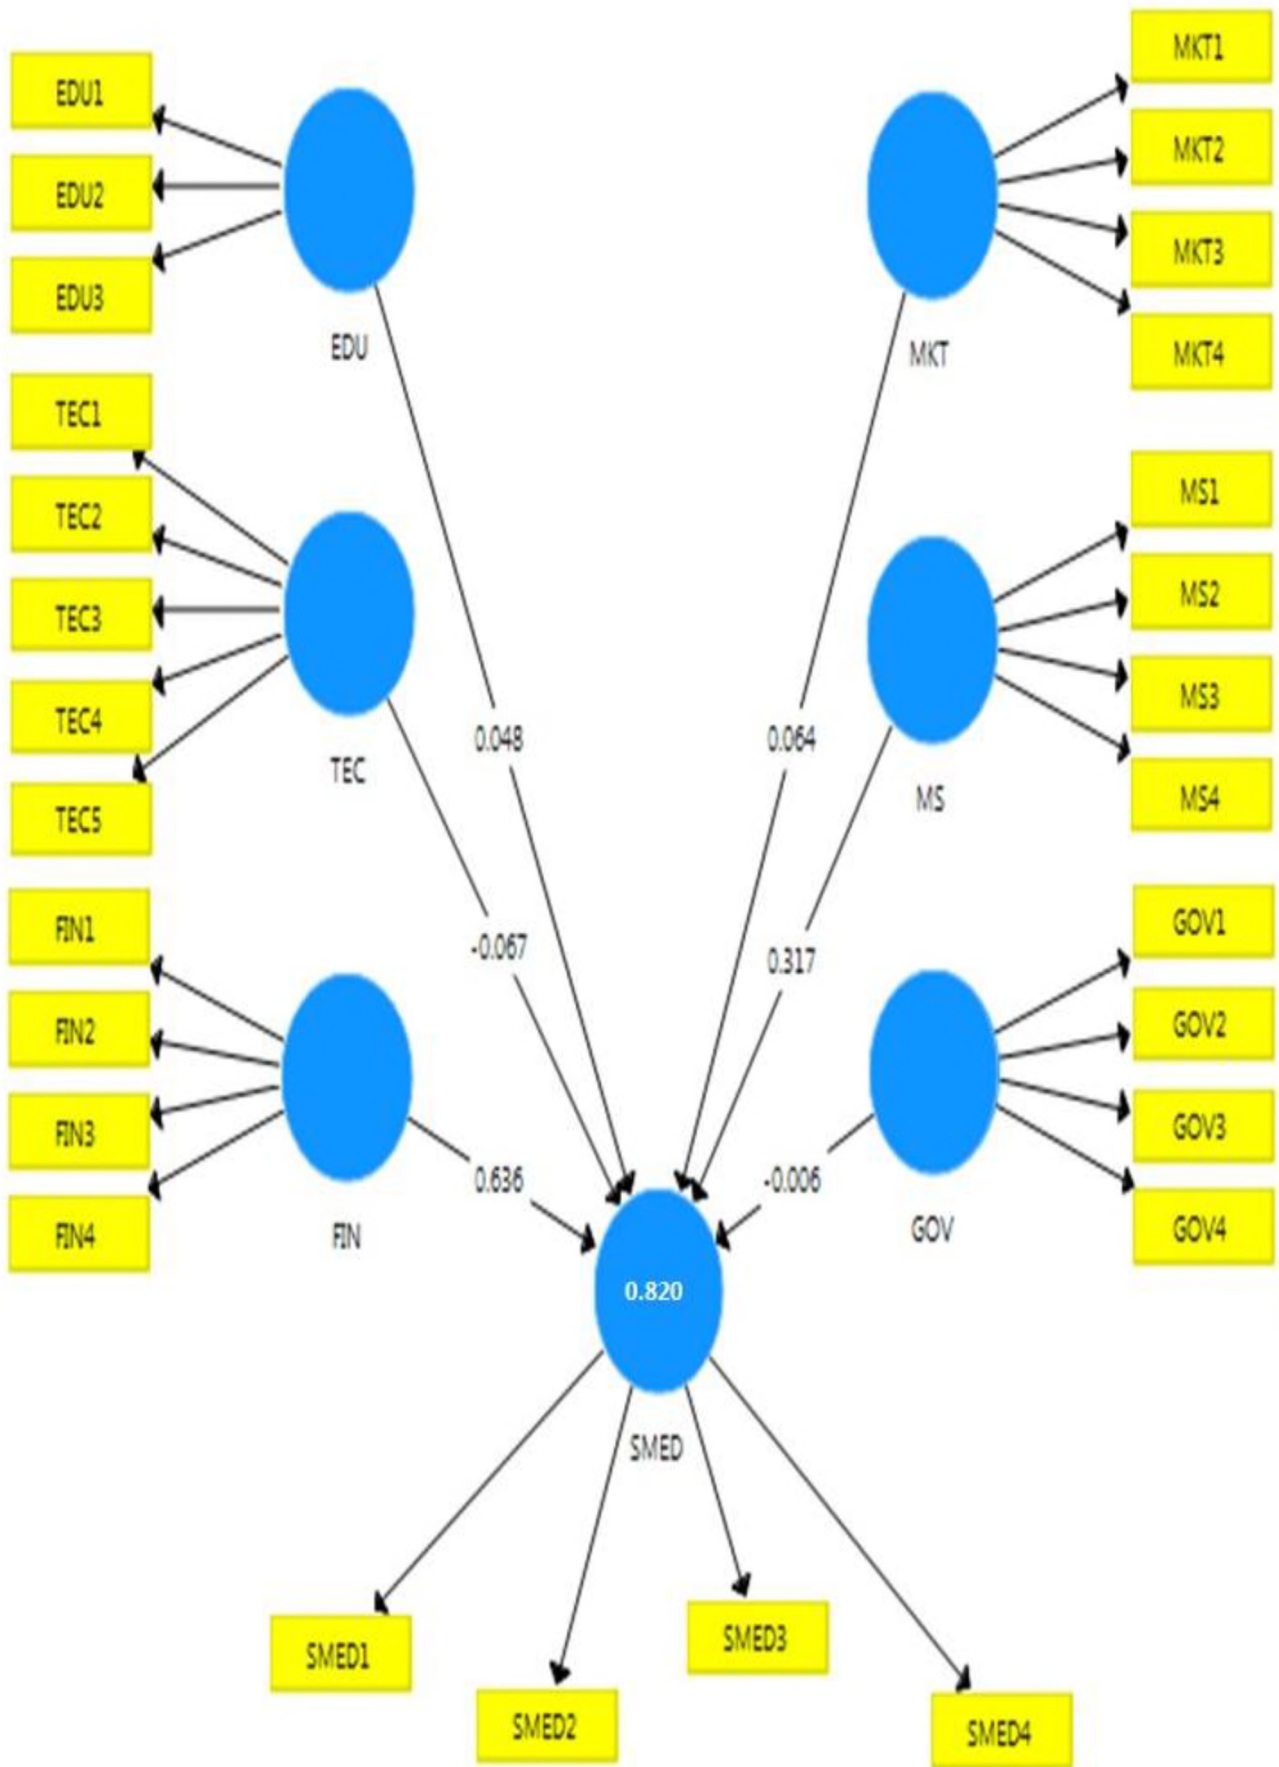 EDU1
EDU2
EDU3
EDU
TEC1
TEC2
TEC3
TEC4
TEC5
TEC
FIN1
FIN2
FIN3
FIN4
FIN
MKT1
MKT2
MKT3
MKT4
MKT
MS1
MS2
MS3
MS4
MS
GOV1
GOV2
GOV3
GOV4
GOV
0.048
0.064
-0.067
0.317
0.636
-0.006
0.820
SMED
SMED1
SMED2
SMED3
SMED4